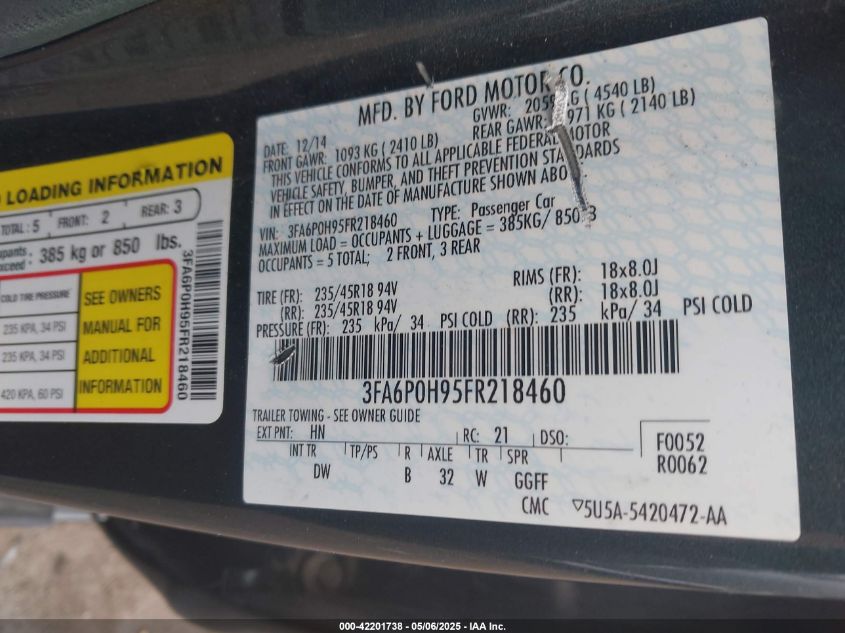 LOADING INFORMATION
TOTAL: 5 FRONT: 2 REAR: 3
385 kg or 850 lbs.
COLD TIRE PRESSURE
235 KPA, 34 PSI
235 KPA, 34 PSI
420 KPA, 60 PSI
SEE OWNERS
MANUAL FOR
ADDITIONAL
INFORMATION
3FA6P0H95FR218460
MFD. BY FORD MOTOR CO.
DATE: 12/14 GVWR: KG ( 4540 LB)
FRONT GAWR: 1093 KG ( 2410 LB) REAR GAWR: 971 KG ( 2140 LB)
THIS VEHICLE CONFORMS TO ALL APPLICABLE FEDERAL MOTOR
VEHICLE SAFETY, BUMPER, AND THEFT PREVENTION STANDARDS
IN EFFECT ON THE DATE OF MANUFACTURE SHOWN ABOVE
VIN: 3FA6P0H95FR218460 TYPE: Passenger Car
MAXIMUM LOAD = OCCUPANTS + LUGGAGE = 385KG/ 850
OCCUPANTS = 5 TOTAL; 2 FRONT, 3 REAR
TIRE (FR): 235/45R18 94V RIMS (FR): 18x8.0J
(RR): 235/45R18 94V (RR): 18x8.0J
PRESSURE (FR): 235 kPa/ 34 PSI COLD (RR): 235 kPa/ 34 PSI COLD
3FA6P0H95FR218460
TRAILER TOWING - SEE OWNER GUIDE
EXT PNT: HN RC: 21 DSO: F0052
INT TR TP/PS R AXLE TR SPR R0062
DW B 32 W GGFF
CMC ▽5U5A-5420472-AA
000-42201738 - 05/06/2025 - IAA Inc.